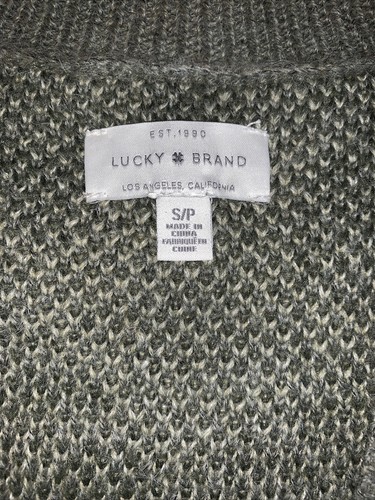 EST.1990
LUCKY BRAND
LOS ANGELES, CALIFORNIA
S/P
MADE IN
CHINA
FABRIQUÉ EN
CHINE